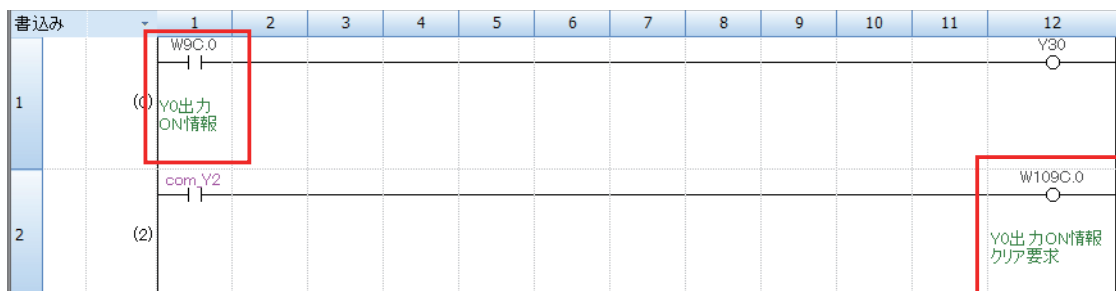 書込み 1 2 3 4 5 6 7 8 9 10 11 12
W9C.0 Y30
1 (0) Y0出力
ON情報
com_Y2 W109C.0
2 (2) Y0出力ON情報
クリア要求